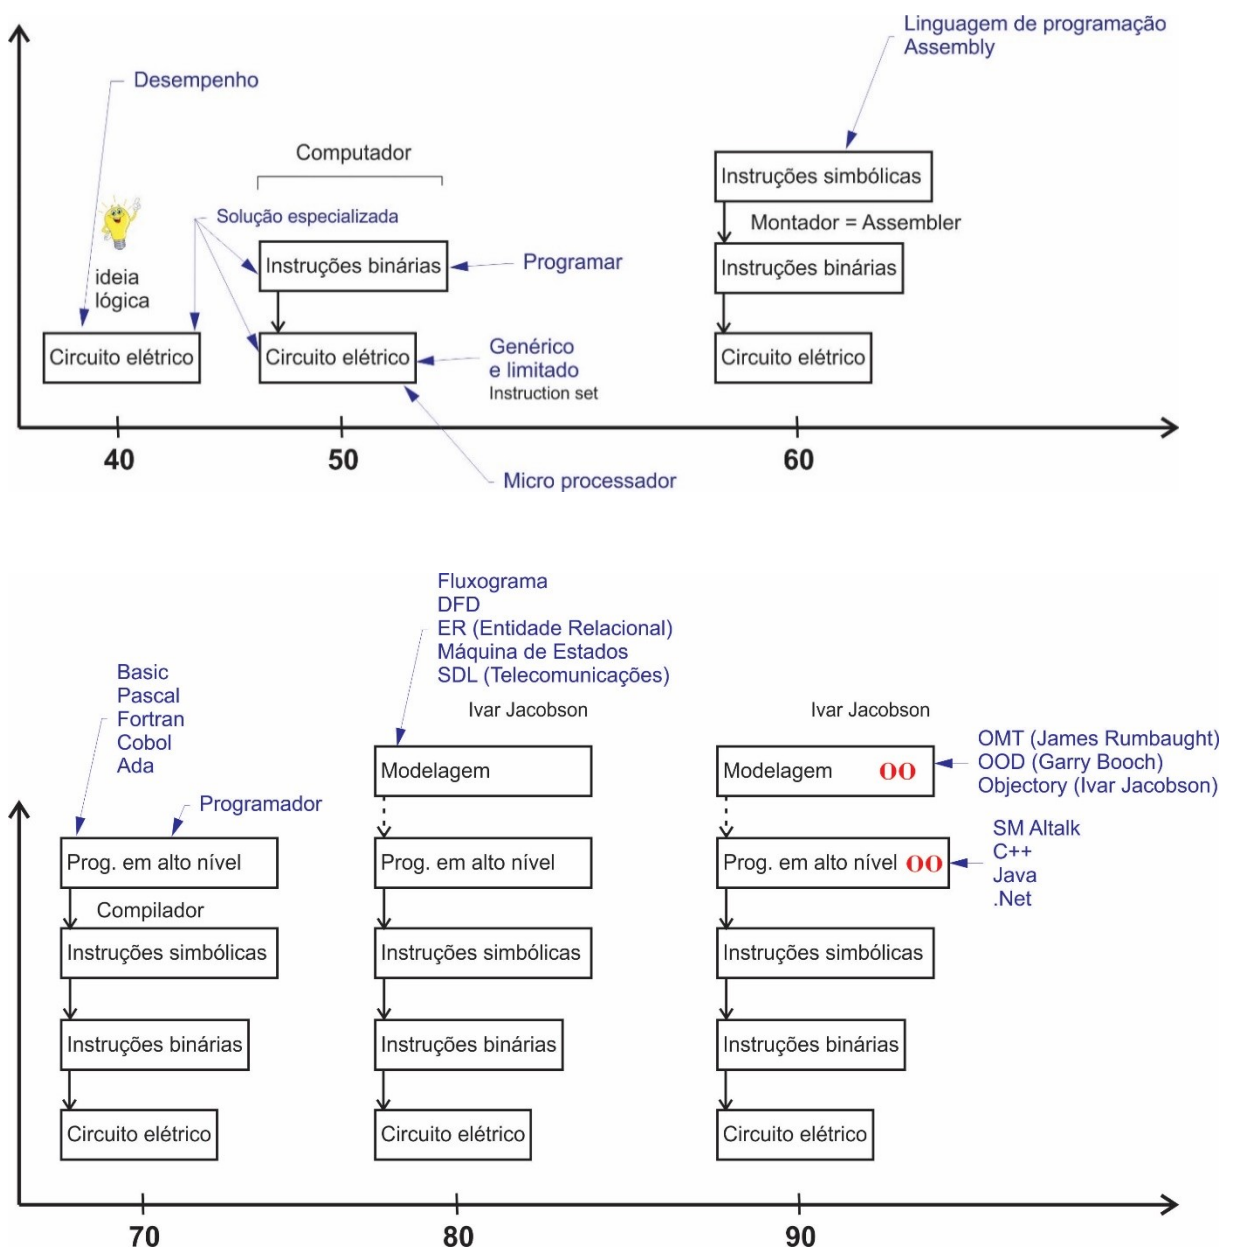 Linguagem de programação
Assembly
Desempenho
Computador
Instruções simbólicas
Solução especializada
Montador = Assembler
ideia
lógica
Instruções binárias
Programar
Instruções binárias
Circuito elétrico
Circuito elétrico
Genérico
e limitado
Instruction set
Circuito elétrico
40
50
60
Micro processador
Fluxograma
DFD
ER (Entidade Relacional)
Máquina de Estados
SDL (Telecomunicações)
Basic
Pascal
Fortran
Cobol
Ada
Ivar Jacobson
Ivar Jacobson
OMT (James Rumbaught)
OOD (Garry Booch)
Objectory (Ivar Jacobson)
Modelagem
Modelagem OO
Programador
SM Altalk
C++
Java
.Net
Prog. em alto nível
Prog. em alto nível
Prog. em alto nível OO
Compilador
Instruções simbólicas
Instruções simbólicas
Instruções simbólicas
Instruções binárias
Instruções binárias
Instruções binárias
Circuito elétrico
Circuito elétrico
Circuito elétrico
70
80
90